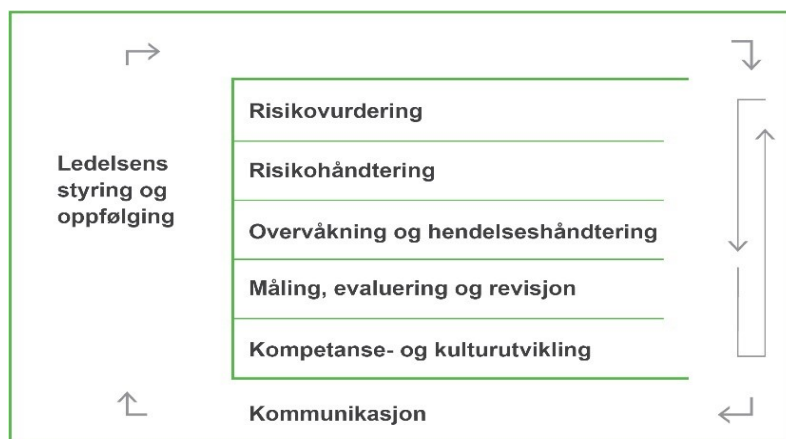 Risikovurdering
Ledelsens
styring og
oppfølging
Risikohåndtering
Overvåkning og hendelseshåndtering
Måling, evaluering og revisjon
Kompetanse- og kulturutvikling
Kommunikasjon